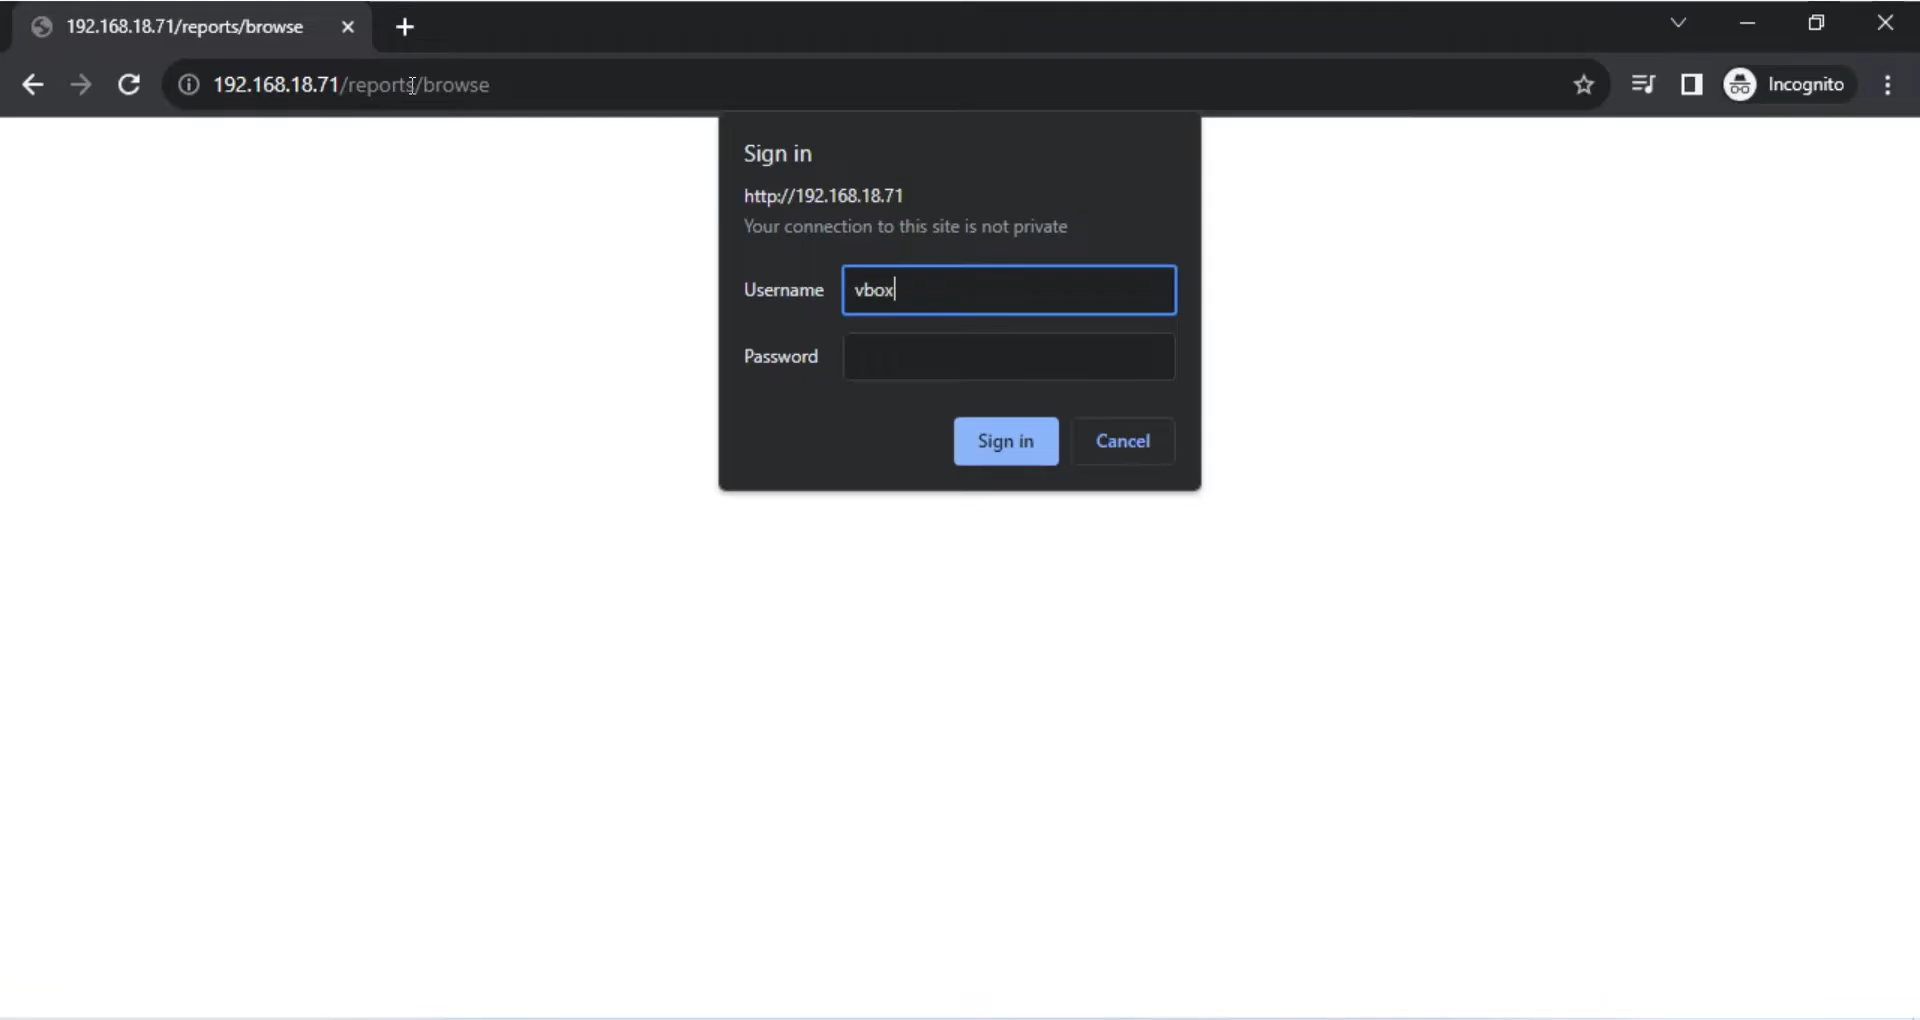 192.168.18.71/reports/browse
192.168.18.71/reports/browse
Incognito
Sign in
http://192.168.18.71
Your connection to this site is not private
Username vbox
Password
Sign in Cancel